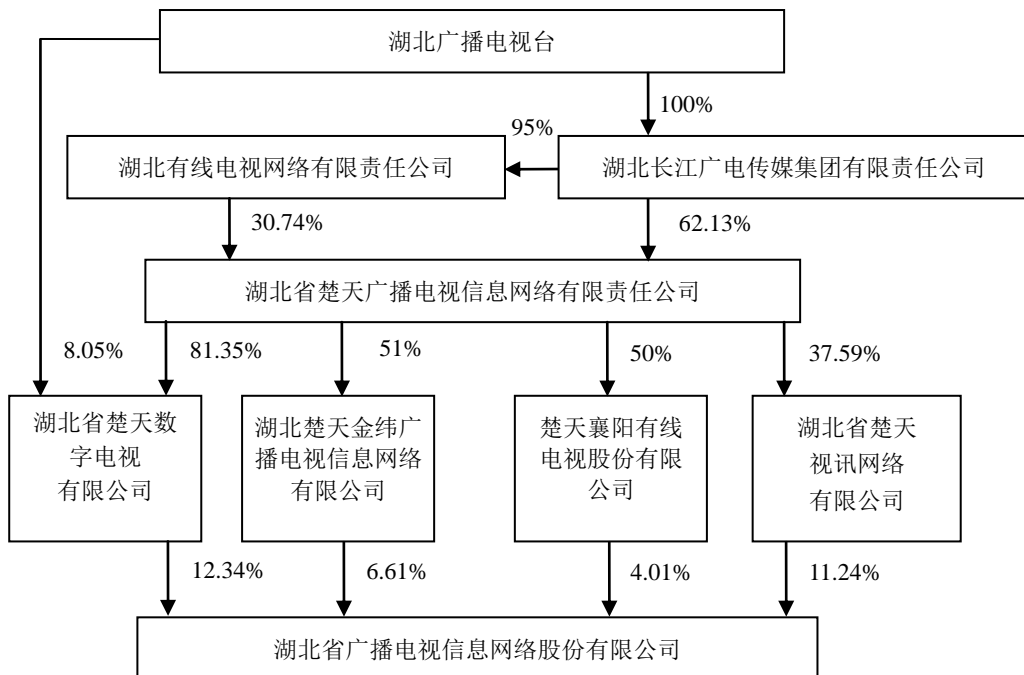 湖北广播电视台
100%
95%
湖北有线电视网络有限责任公司
湖北长江广电传媒集团有限责任公司
30.74%
62.13%
湖北省楚天广播电视信息网络有限责任公司
8.05%
81.35%
51%
50%
37.59%
湖北省楚天数
字电视
有限公司
湖北楚天金纬广
播电视信息网络
有限公司
楚天襄阳有线
电视股份有限
公司
湖北省楚天
视讯网络
有限公司
12.34%
6.61%
4.01%
11.24%
湖北省广播电视信息网络股份有限公司